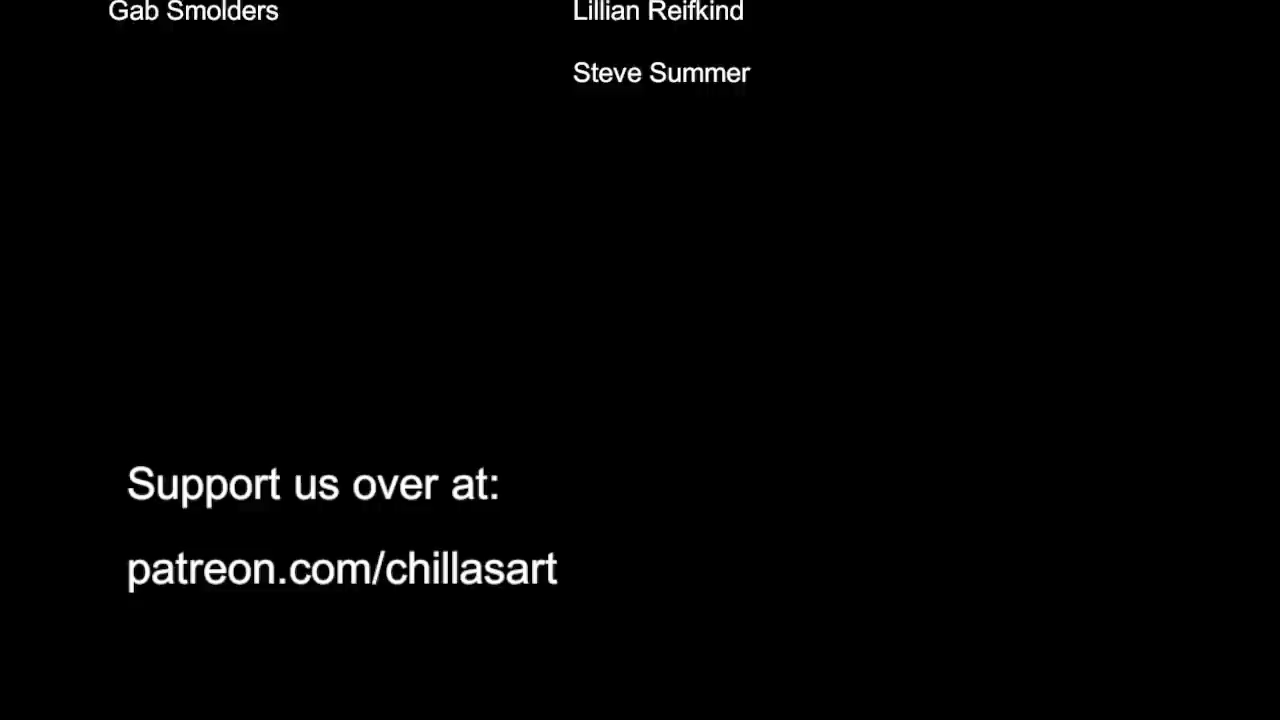 Gab Smolders
Lillian Reifkind
Steve Summer
Support us over at:
patreon.com/chillasart